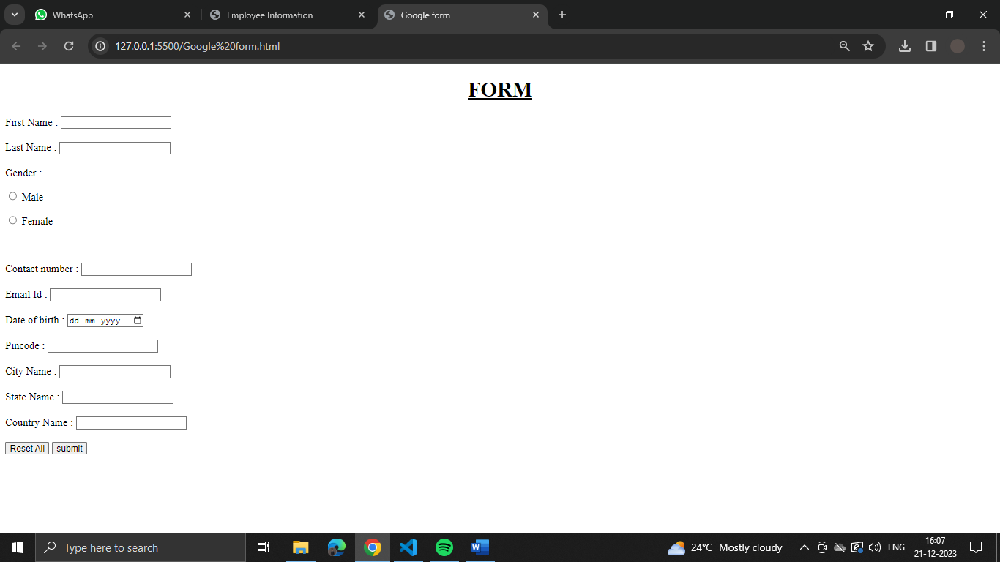 WhatsApp Employee Information Google form
127.0.0.1:5500/Google%20form.html
FORM
First Name :
Last Name :
Gender :
Male
Female
Contact number :
Email Id :
Date of birth : dd-mm-yyyy
Pincode :
City Name :
State Name :
Country Name :
Reset All submit
Type here to search 24°C Mostly cloudy ENG 16:07
21-12-2023